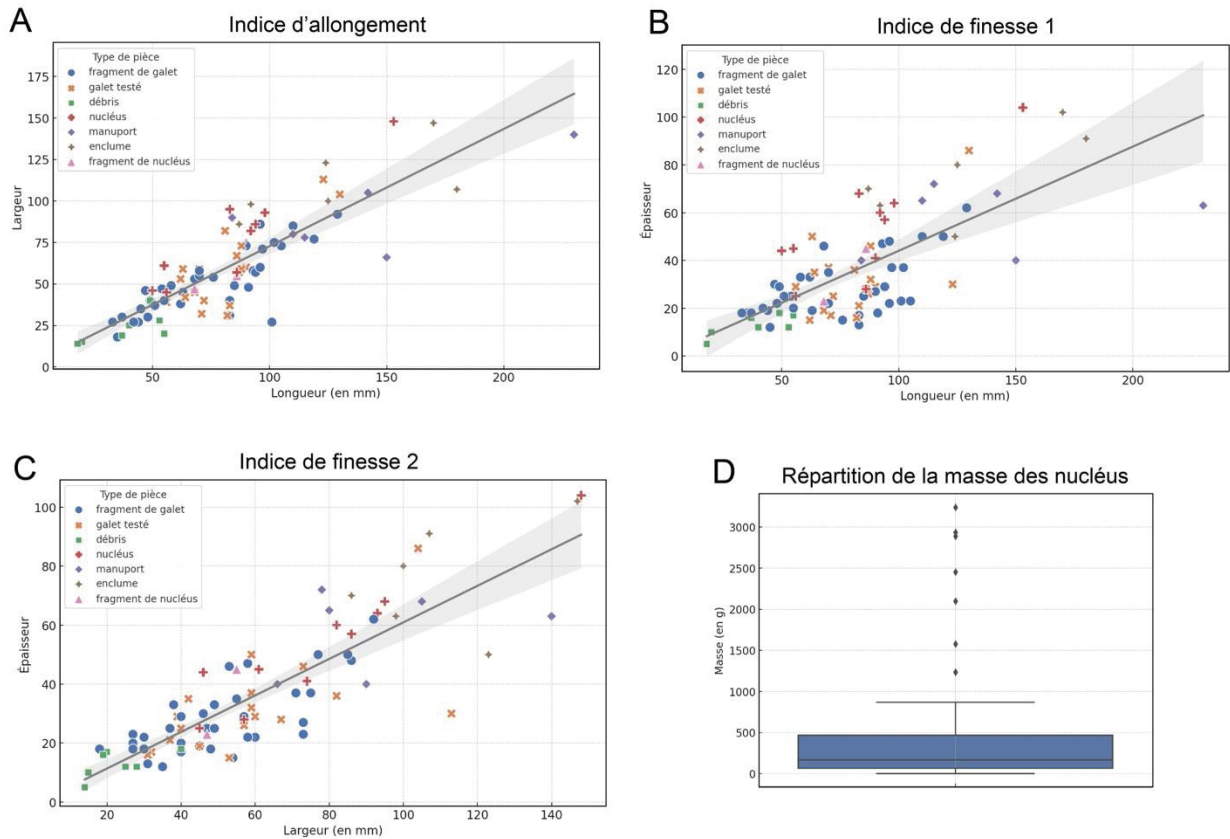 A
Indice d’allongement
Type de pièce
fragment de galet
galet testé
débris
nucléus
manuport
enclume
fragment de nucléus
Largeur
175
150
125
100
75
50
25
0
50
100
150
200
Longueur (en mm)
B
Indice de finesse 1
Type de pièce
fragment de galet
galet testé
débris
nucléus
manuport
enclume
fragment de nucléus
Épaisseur
120
100
80
60
40
20
0
50
100
150
200
Longueur (en mm)
C
Indice de finesse 2
Type de pièce
fragment de galet
galet testé
débris
nucléus
manuport
enclume
fragment de nucléus
Épaisseur
100
80
60
40
20
0
20
40
60
80
100
120
140
Largeur (en mm)
D
Répartition de la masse des nucléus
Masse (en g)
3000
2500
2000
1500
3000
500
0